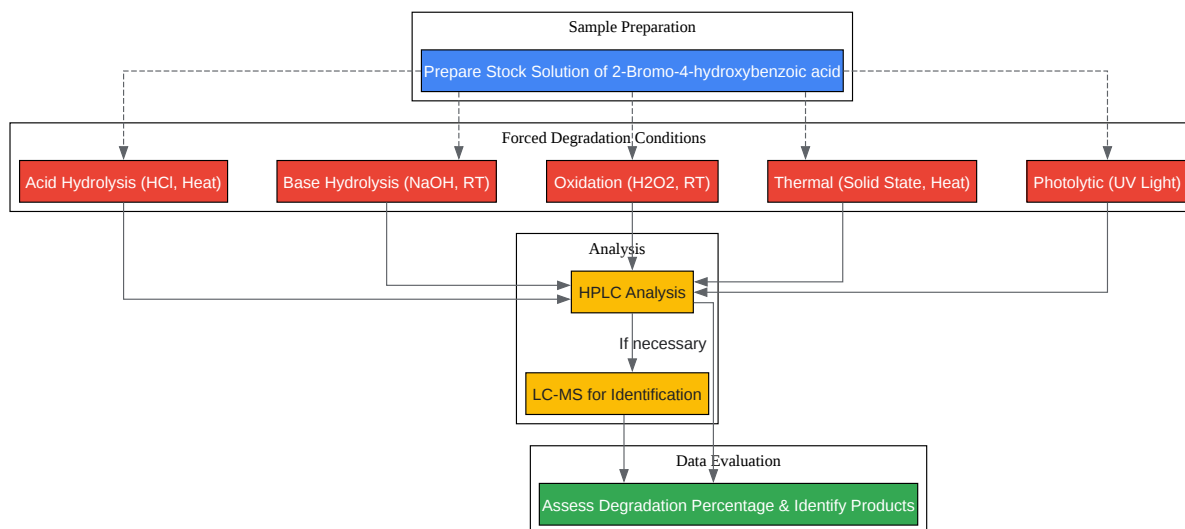 Sample Preparation
Prepare Stock Solution of 2-Bromo-4-hydroxybenzoic acid
Forced Degradation Conditions
Acid Hydrolysis (HCl, Heat)
Base Hydrolysis (NaOH, RT)
Oxidation (H2O2, RT)
Thermal (Solid State, Heat)
Photolytic (UV Light)
Analysis
HPLC Analysis
If necessary
LC-MS for Identification
Data Evaluation
Assess Degradation Percentage & Identify Products